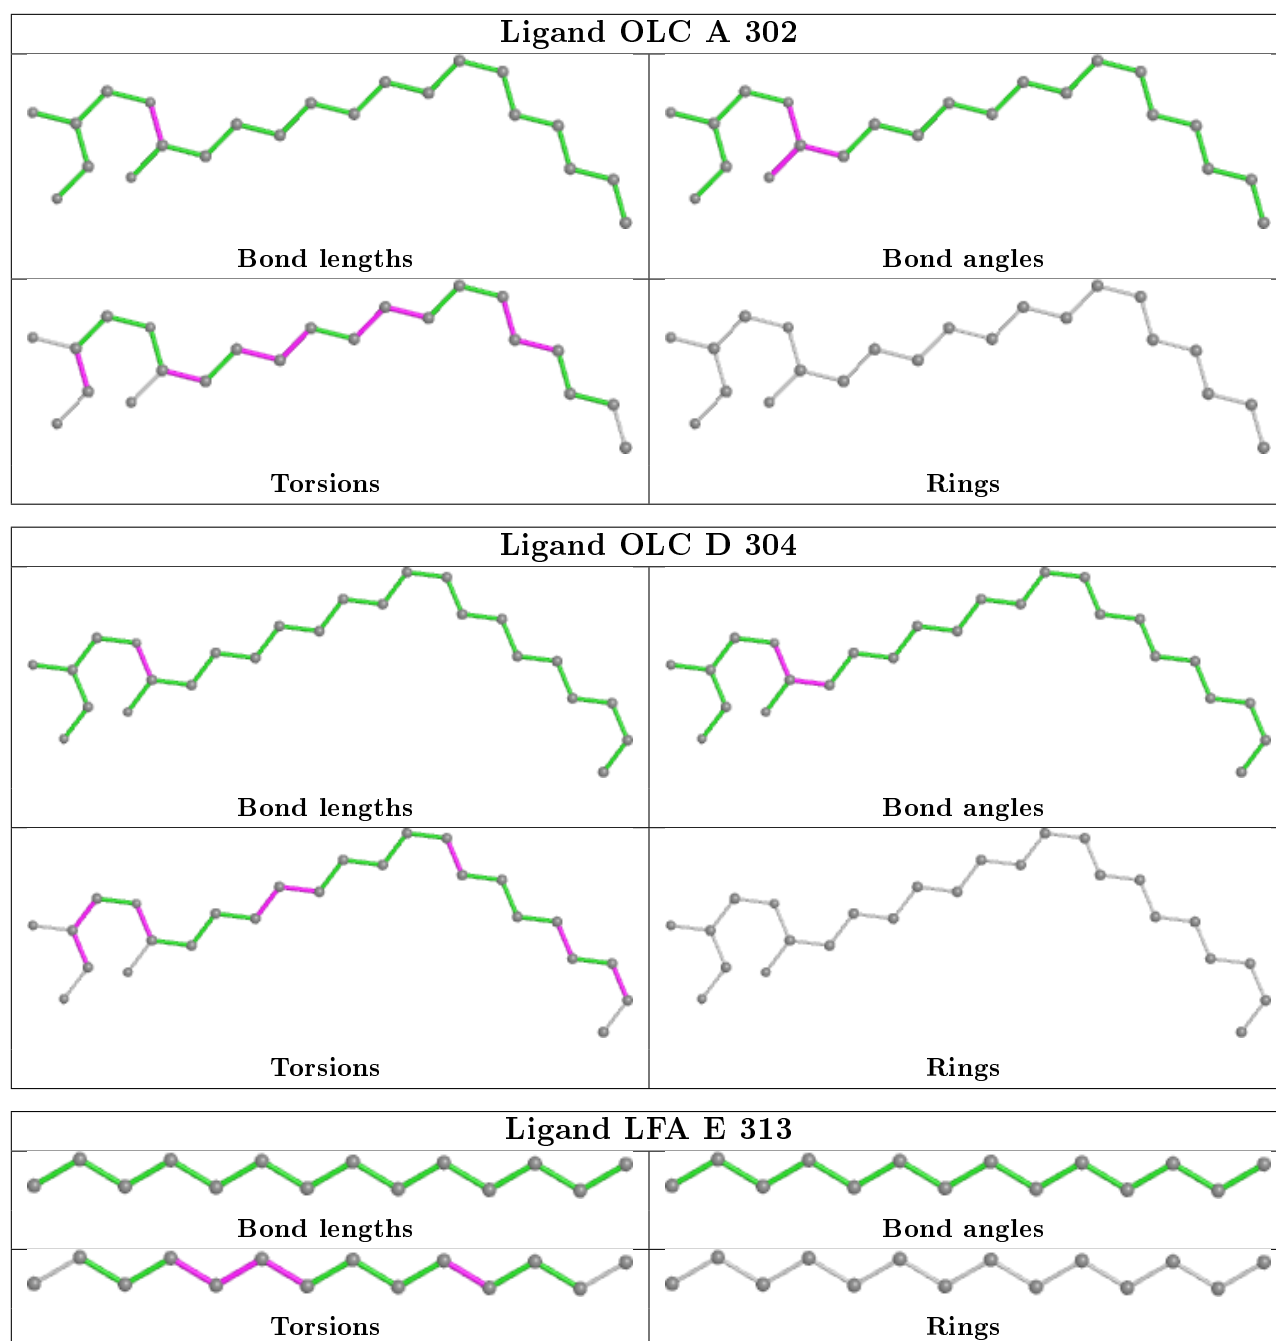 Ligand OLC A 302
Bond lengths
Bond angles
Torsions
Rings
Ligand OLC D 304
Bond lengths
Bond angles
Torsions
Rings
Ligand LFA E 313
Bond lengths
Bond angles
Torsions
Rings